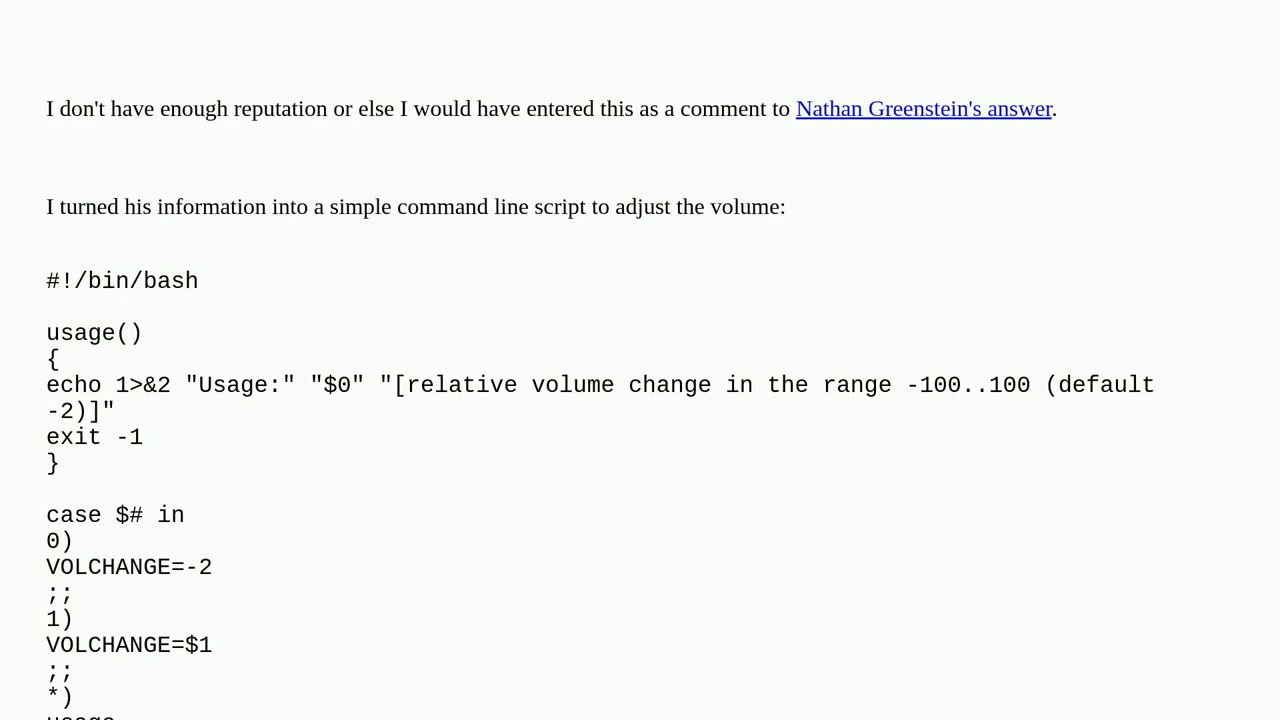 I don't have enough reputation or else I would have entered this as a comment to Nathan Greenstein's answer.
I turned his information into a simple command line script to adjust the volume:
#!/bin/bash
usage()
{
echo 1>&2 "Usage:" "$0" "[relative volume change in the range -100..100 (default
-2)]"
exit -1
}
case $# in
0)
VOLCHANGE=-2
;;
1)
VOLCHANGE=$1
;;
*)